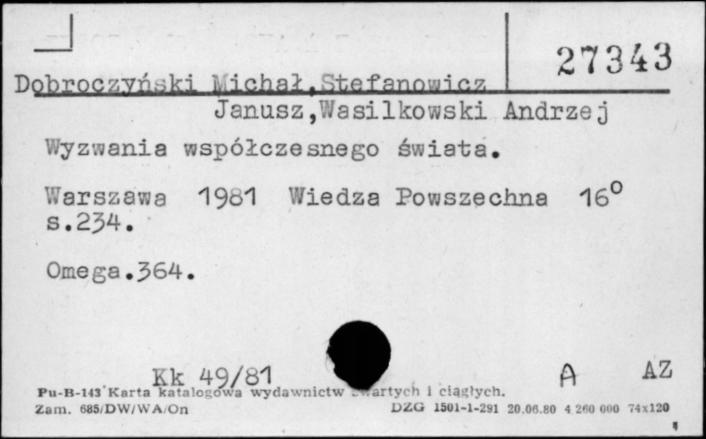 27343
Dobroczyński Michał,Stefanowicz
Janusz,Wasilkowski Andrzej
Wyzwania współczesnego świata.
Warszawa 1981 Wiedza Powszechna 16°
s.234.
Omega.364.
Kk 49/81 A AZ
Pu-B-143 Karta katalogowa wydawnictw zwartych i ciągłych.
Zam. 685/DW/WA/On DZG 1501-1-291 20.06.80 4 260 000 74x120